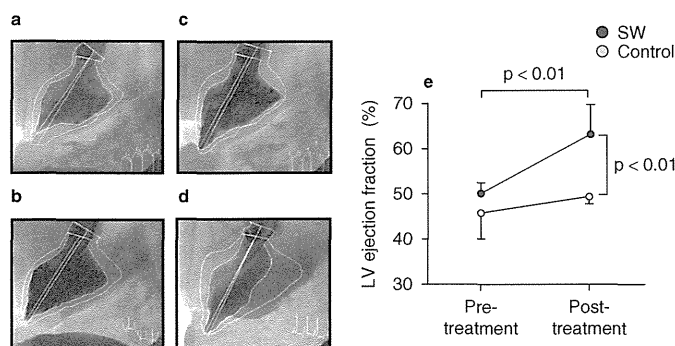 a
c
b
d
e
SW
Control
p < 0.01
p < 0.01
LV ejection fraction (%)
70
60
50
40
30
Pre-
treatment
Post-
treatment